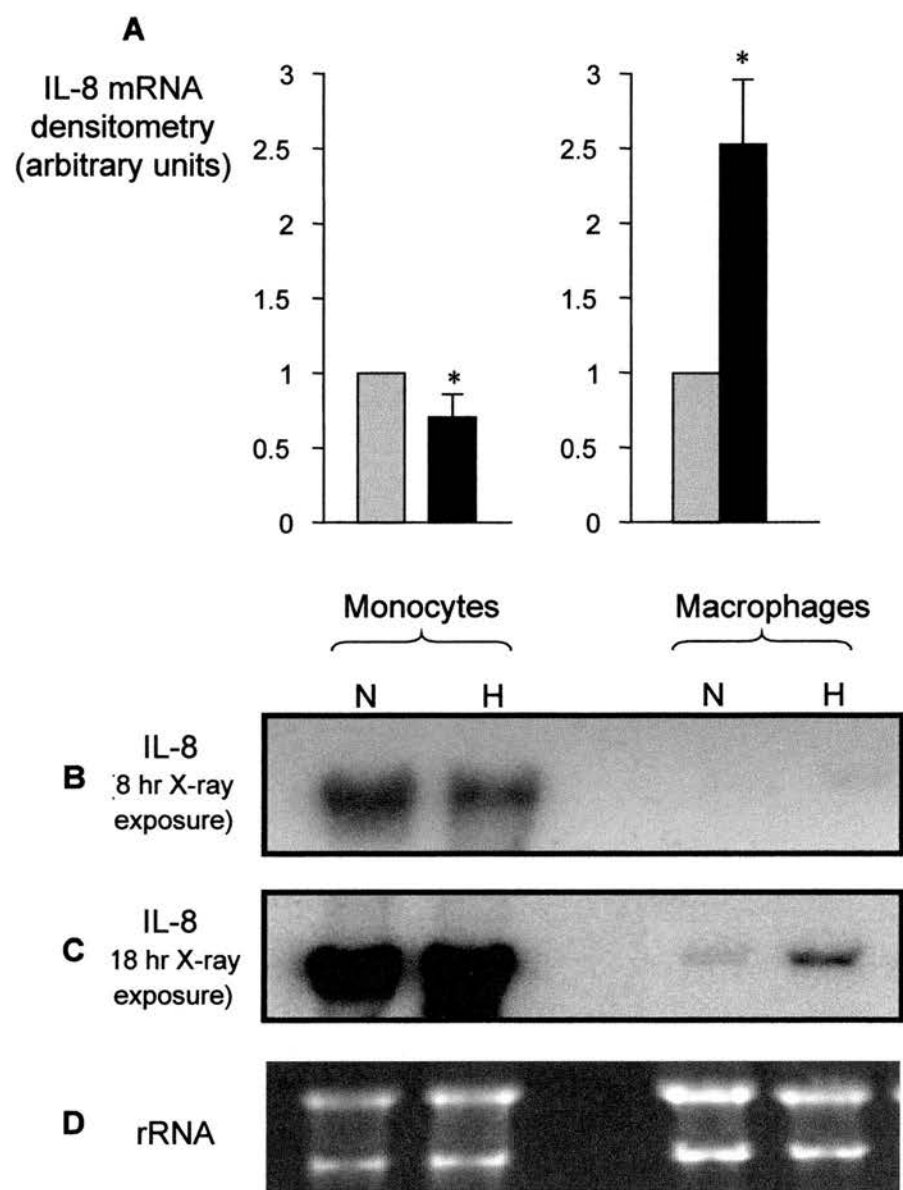 A
IL-8 mRNA
densitometry
(arbitrary units)
3
2.5
2
1.5
1
0.5
0
*
3
2.5
2
1.5
1
0.5
0
*
Monocytes
Macrophages
N H N H
B
IL-8
8 hr X-ray
exposure)
C
IL-8
18 hr X-ray
exposure)
D rRNA